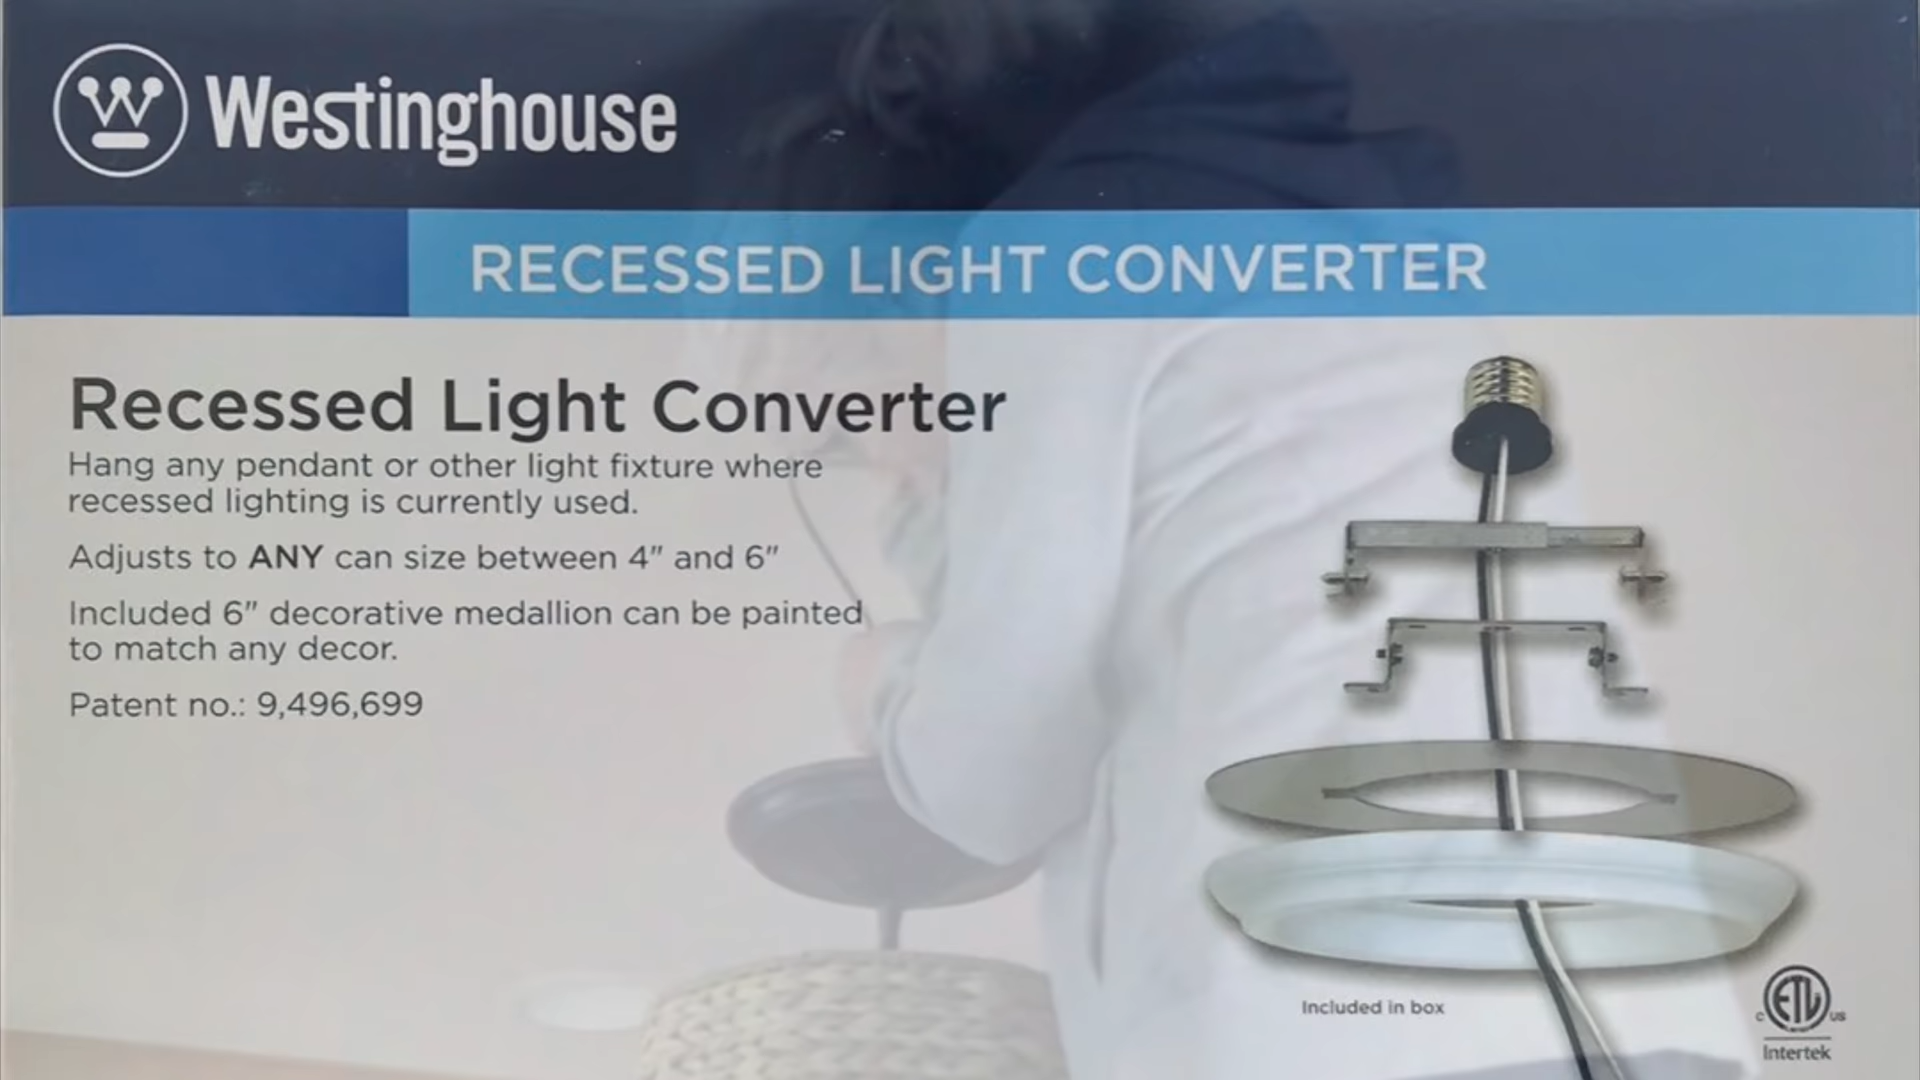 Westinghouse
RECESSED LIGHT CONVERTER
Recessed Light Converter
Hang any pendant or other light fixture where
recessed lighting is currently used.
Adjusts to ANY can size between 4" and 6"
Included 6" decorative medallion can be painted
to match any decor.
Patent no.: 9,496,699
Included in box
C ETL US
Intertek